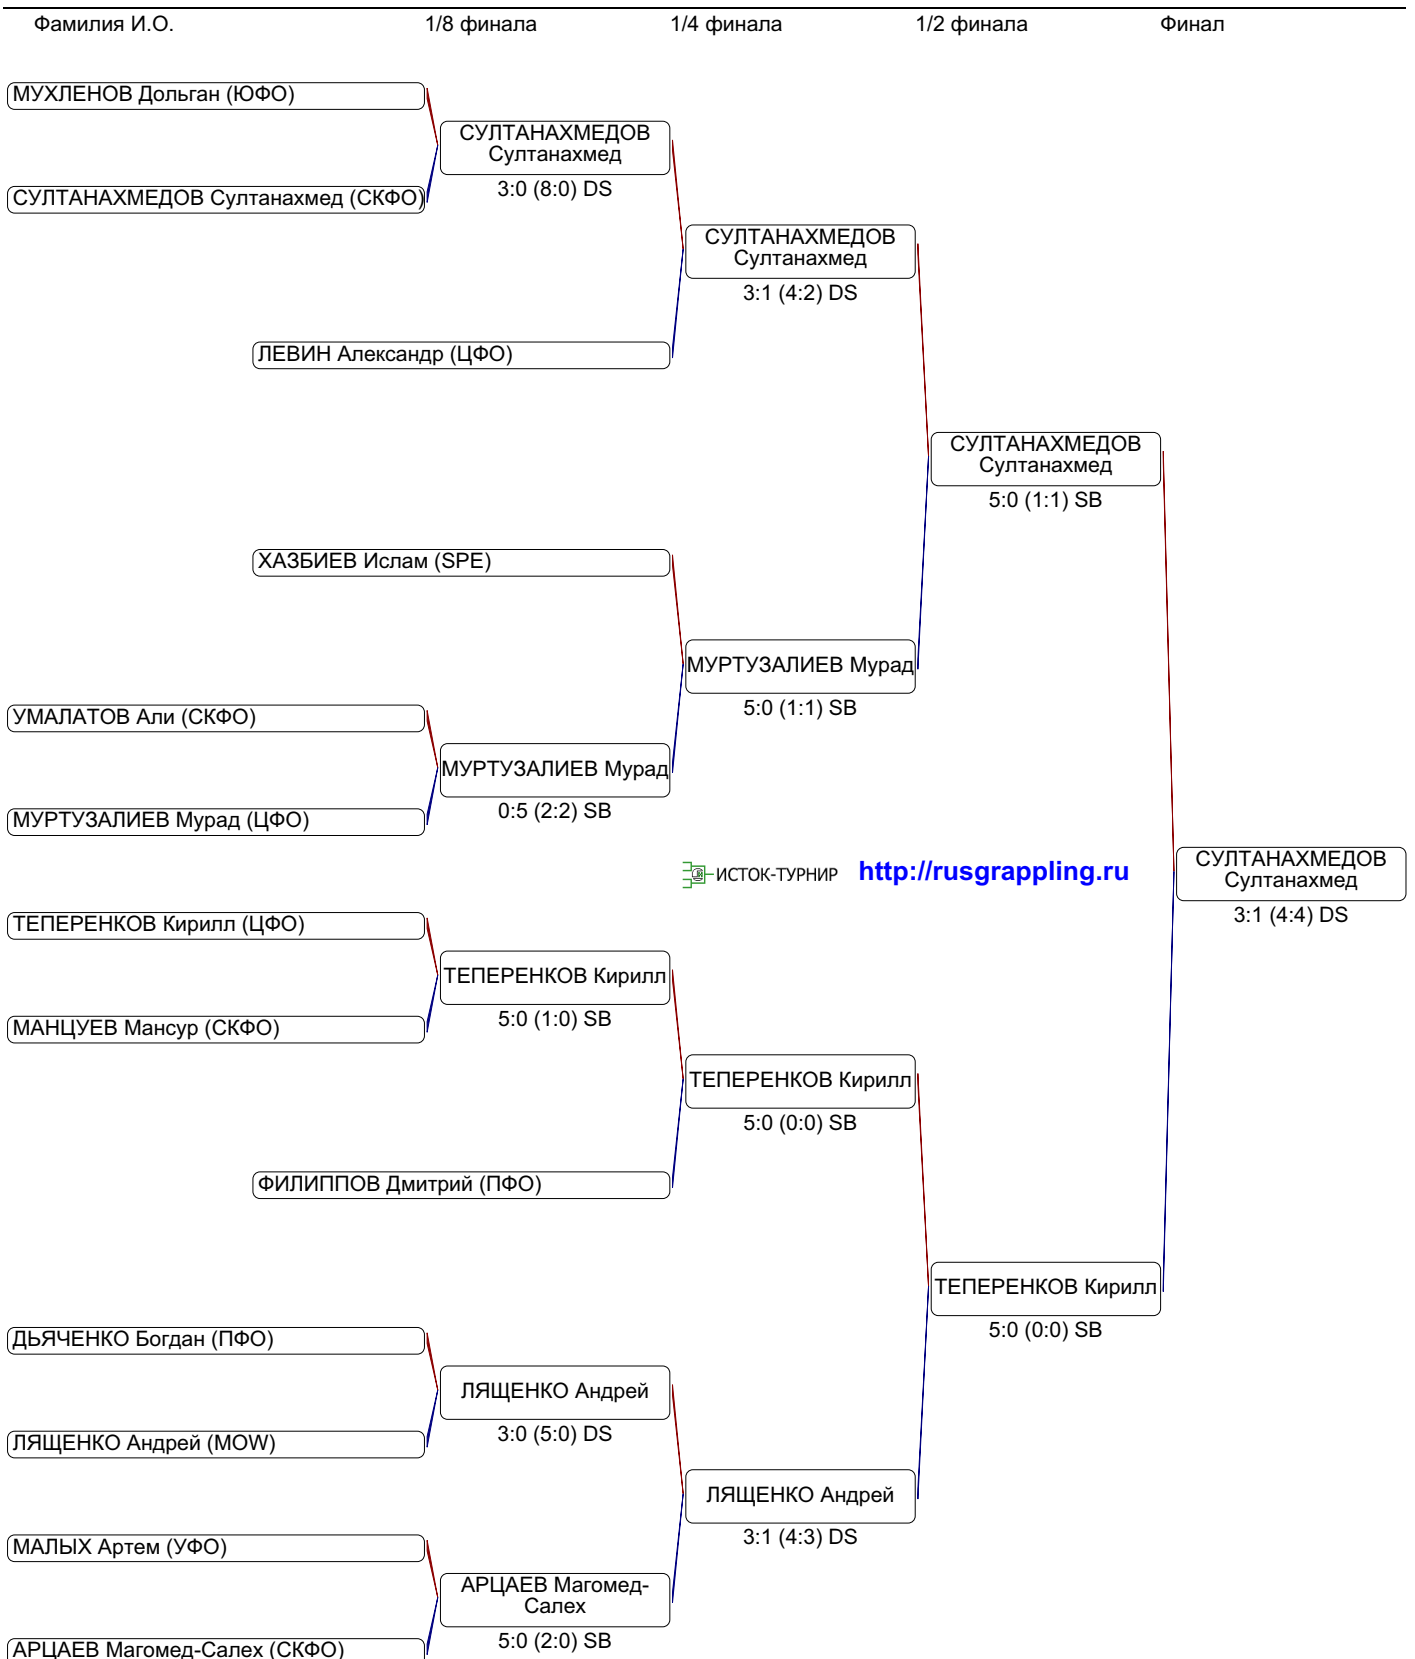 Фамилия И.О.
1/8 финала
1/4 финала
1/2 финала
Финал
МУХЛЕНОВ Дольган (ЮФО)
СУЛТАНАХМЕДОВ
Султанахмед
3:0 (8:0) DS
СУЛТАНАХМЕДОВ Султанахмед (СКФО)
СУЛТАНАХМЕДОВ
Султанахмед
3:1 (4:2) DS
ЛЕВИН Александр (ЦФО)
СУЛТАНАХМЕДОВ
Султанахмед
5:0 (1:1) SB
ХАЗБИЕВ Ислам (SPE)
МУРТУЗАЛИЕВ Мурад
5:0 (1:1) SB
УМАЛАТОВ Али (СКФО)
МУРТУЗАЛИЕВ Мурад
0:5 (2:2) SB
МУРТУЗАЛИЕВ Мурад (ЦФО)
ИСТОК-ТУРНИР
http://rusgrappling.ru
СУЛТАНАХМЕДОВ
Султанахмед
3:1 (4:4) DS
ТЕПЕРЕНКОВ Кирилл (ЦФО)
ТЕПЕРЕНКОВ Кирилл
5:0 (1:0) SB
МАНЦУЕВ Мансур (СКФО)
ТЕПЕРЕНКОВ Кирилл
5:0 (0:0) SB
ФИЛИППОВ Дмитрий (ПФО)
ТЕПЕРЕНКОВ Кирилл
5:0 (0:0) SB
ДЬЯЧЕНКО Богдан (ПФО)
ЛЯЩЕНКО Андрей
3:0 (5:0) DS
ЛЯЩЕНКО Андрей (MOW)
ЛЯЩЕНКО Андрей
3:1 (4:3) DS
МАЛЫХ Артем (УФО)
АРЦАЕВ Магомед-
Салех
5:0 (2:0) SB
АРЦАЕВ Магомед-Салех (СКФО)